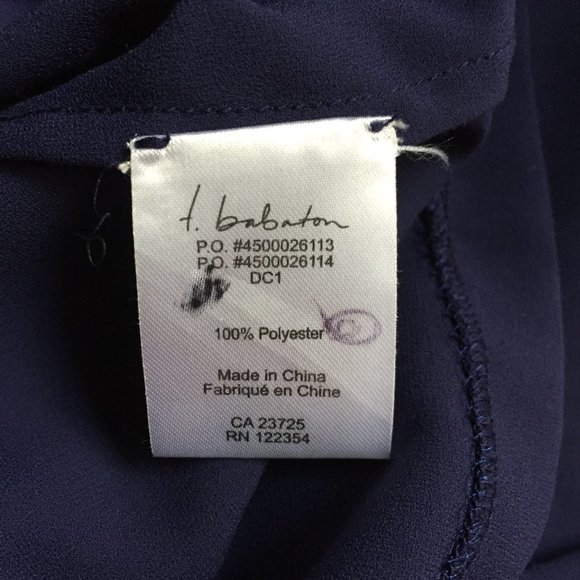 t. babaton
P.O. #4500026113
P.O. #4500026114
DC1
100% Polyester
Made in China
Fabriqué en Chine
CA 23725
RN 122354